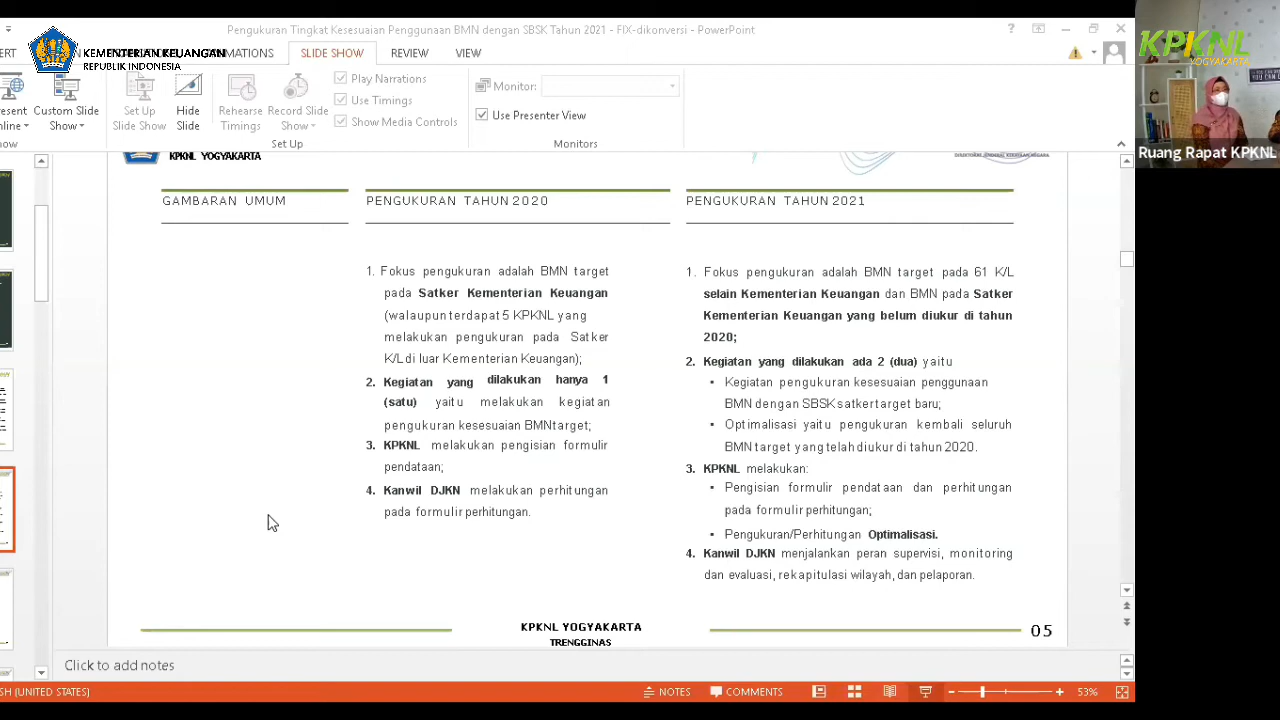 Pengukuran Tingkat Kesesuaian Penggunaan BMN dengan SBSK Tahun 2021 - FIX-dikonversi - PowerPoint
KEMENTERIAN KEUANGAN
REPUBLIK INDONESIA
SLIDE SHOW
REVIEW
VIEW
Custom Slide
Show
Set Up
Slide Show
Hide
Slide
Rehearse
Timings
Record Slide
Show
Play Narrations
Use Timings
Show Media Controls
Set Up
Monitor:
Use Presenter View
Monitors
KPKNL
YOGYAKARTA
Ruang Rapat KPKNL
KPKNL YOGYAKARTA
GAMBARAN UMUM
PENGUKURAN TAHUN 2020
1. Fokus pengukuran adalah BMN target
pada Satker Kementerian Keuangan
(walaupun terdapat 5 KPKNL yang
melakukan pengukuran pada Satker
K/L di luar Kementerian Keuangan);
2. Kegiatan yang dilakukan hanya 1
(satu) yaitu melakukan kegiatan
pengukuran kesesuaian BMN target;
3. KPKNL melakukan pengisian formulir
pendataan;
4. Kanwil DJKN melakukan perhitungan
pada formulir perhitungan.
PENGUKURAN TAHUN 2021
1. Fokus pengukuran adalah BMN target pada 61 K/L
selain Kementerian Keuangan dan BMN pada Satker
Kementerian Keuangan yang belum diukur di tahun
2020;
2. Kegiatan yang dilakukan ada 2 (dua) yaitu
▪ Kegiatan pengukuran kesesuaian penggunaan
BMN dengan SBSK satker target baru;
▪ Optimalisasi yaitu pengukuran kembali seluruh
BMN target yang telah diukur di tahun 2020.
3. KPKNL melakukan:
▪ Pengisian formulir pendataan dan perhitungan
pada formulir perhitungan;
▪ Pengukuran/Perhitungan Optimalisasi.
4. Kanwil DJKN menjalankan peran supervisi, monitoring
dan evaluasi, rekapitulasi wilayah, dan pelaporan.
KPKNL YOGYAKARTA
TRENGGINAS
05
Click to add notes
(UNITED STATES)
NOTES
COMMENTS
53%